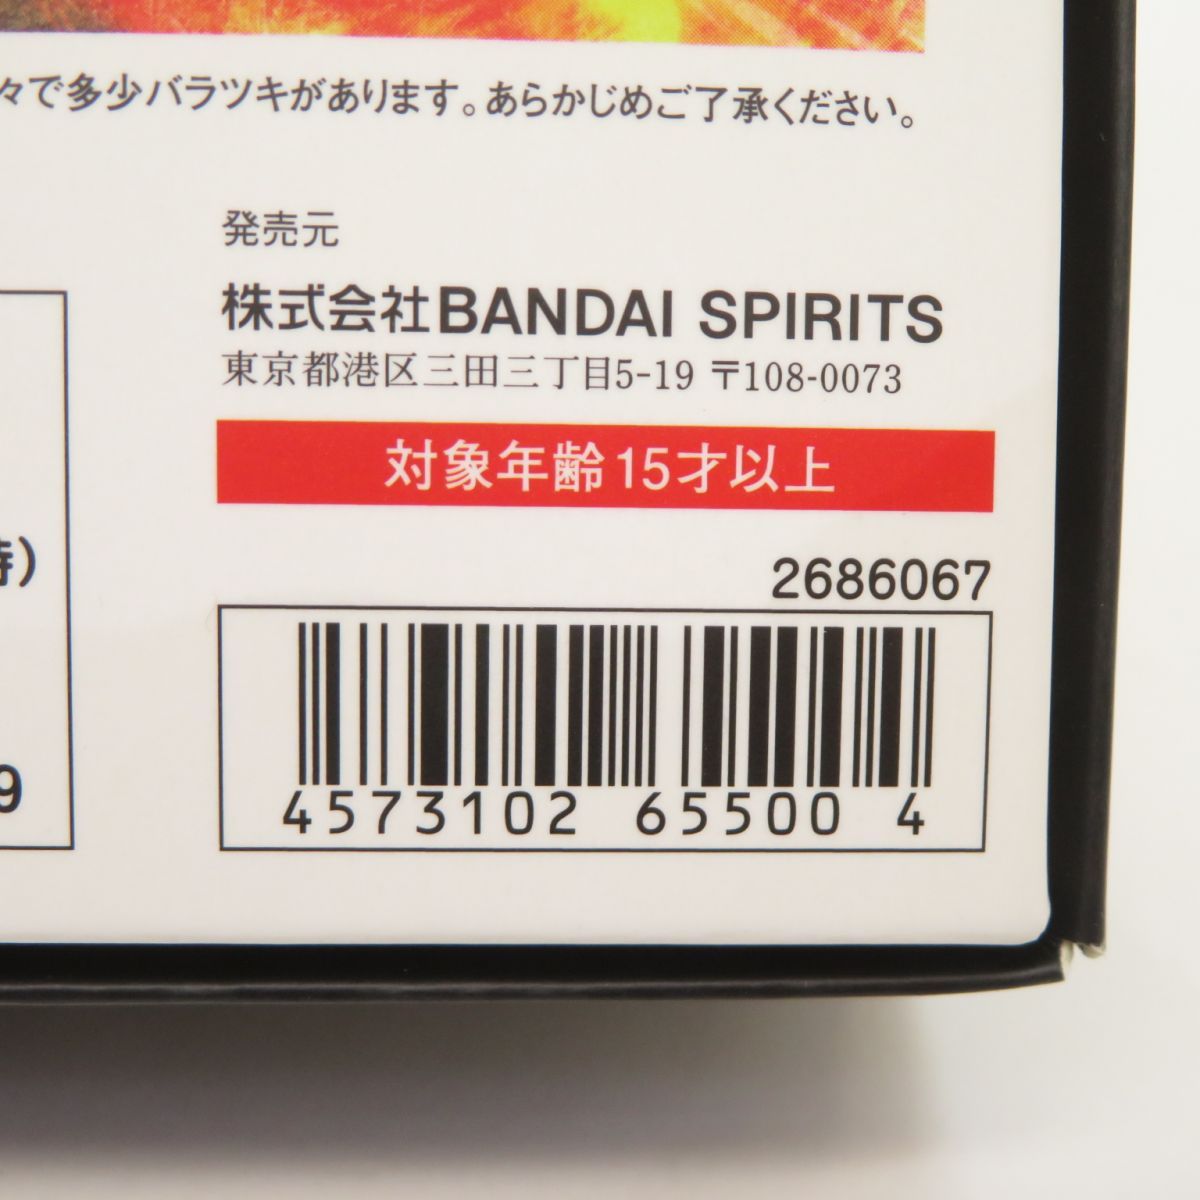 々で多少バラツキがあります。あらかじめご了承ください。
発売元
株式会社BANDAI SPIRITS
東京都港区三田三丁目5-19 〒108-0073
対象年齢15才以上
2686067
4573102 65500 4
時)
9